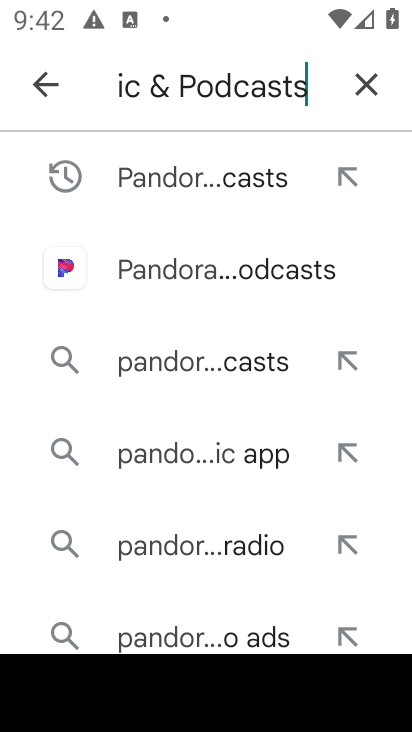 9:42
ic & Podcasts
Pandor...casts
Pandora...odcasts
pandor...casts
pando...ic app
pandor...radio
pandor...o ads